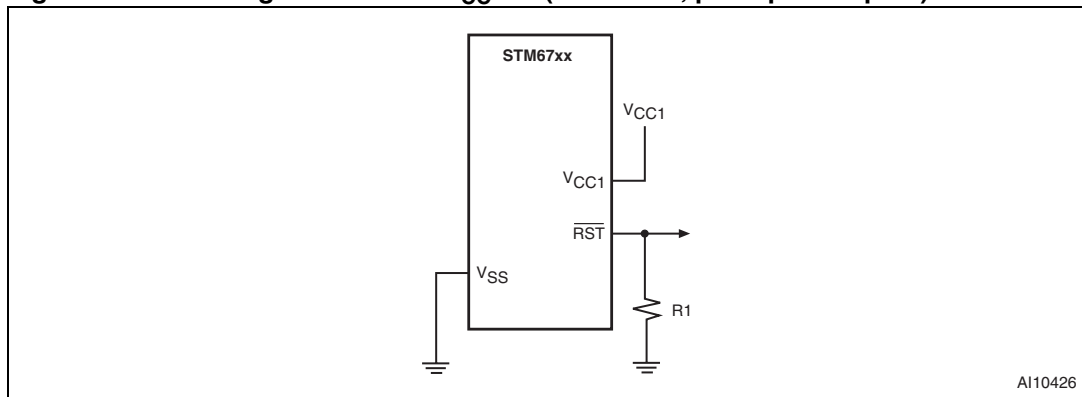 STM67xx
VCC1
VCC1
RST
VSS
R1
AI10426